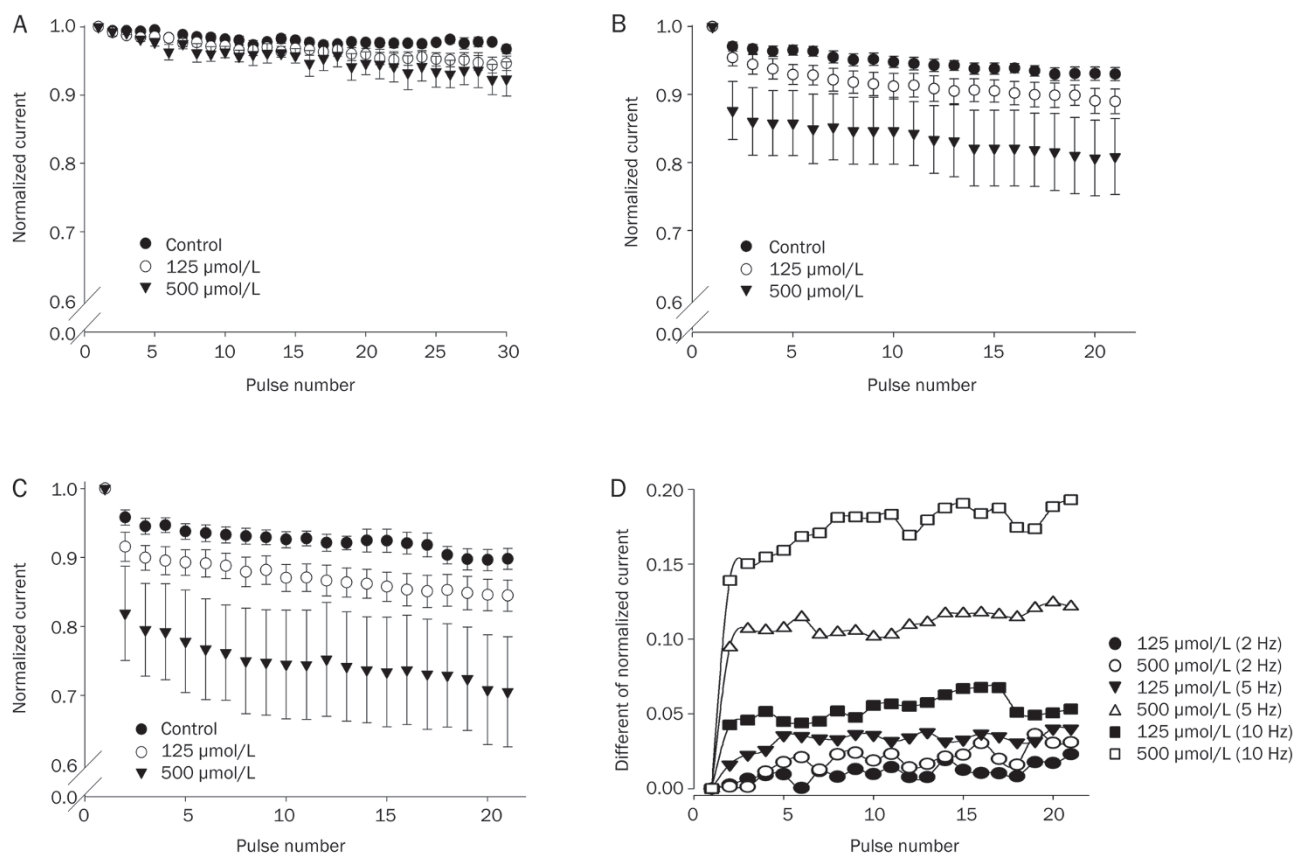 A
Normalized current
1.0
0.9
0.8
0.7
0.6
0.0
Control
125 µmol/L
500 µmol/L
0 5 10 15 20 25 30
Pulse number
B
Normalized current
1.0
0.9
0.8
0.7
0.6
0.0
Control
125 µmol/L
500 µmol/L
0 5 10 15 20
Pulse number
C
Normalized current
1.0
0.9
0.8
0.7
0.6
0.0
Control
125 µmol/L
500 µmol/L
0 5 10 15 20
Pulse number
D
Different of normalized current
0.20
0.15
0.10
0.05
0.00
0 5 10 15 20
Pulse number
125 µmol/L (2 Hz)
500 µmol/L (2 Hz)
125 µmol/L (5 Hz)
500 µmol/L (5 Hz)
125 µmol/L (10 Hz)
500 µmol/L (10 Hz)